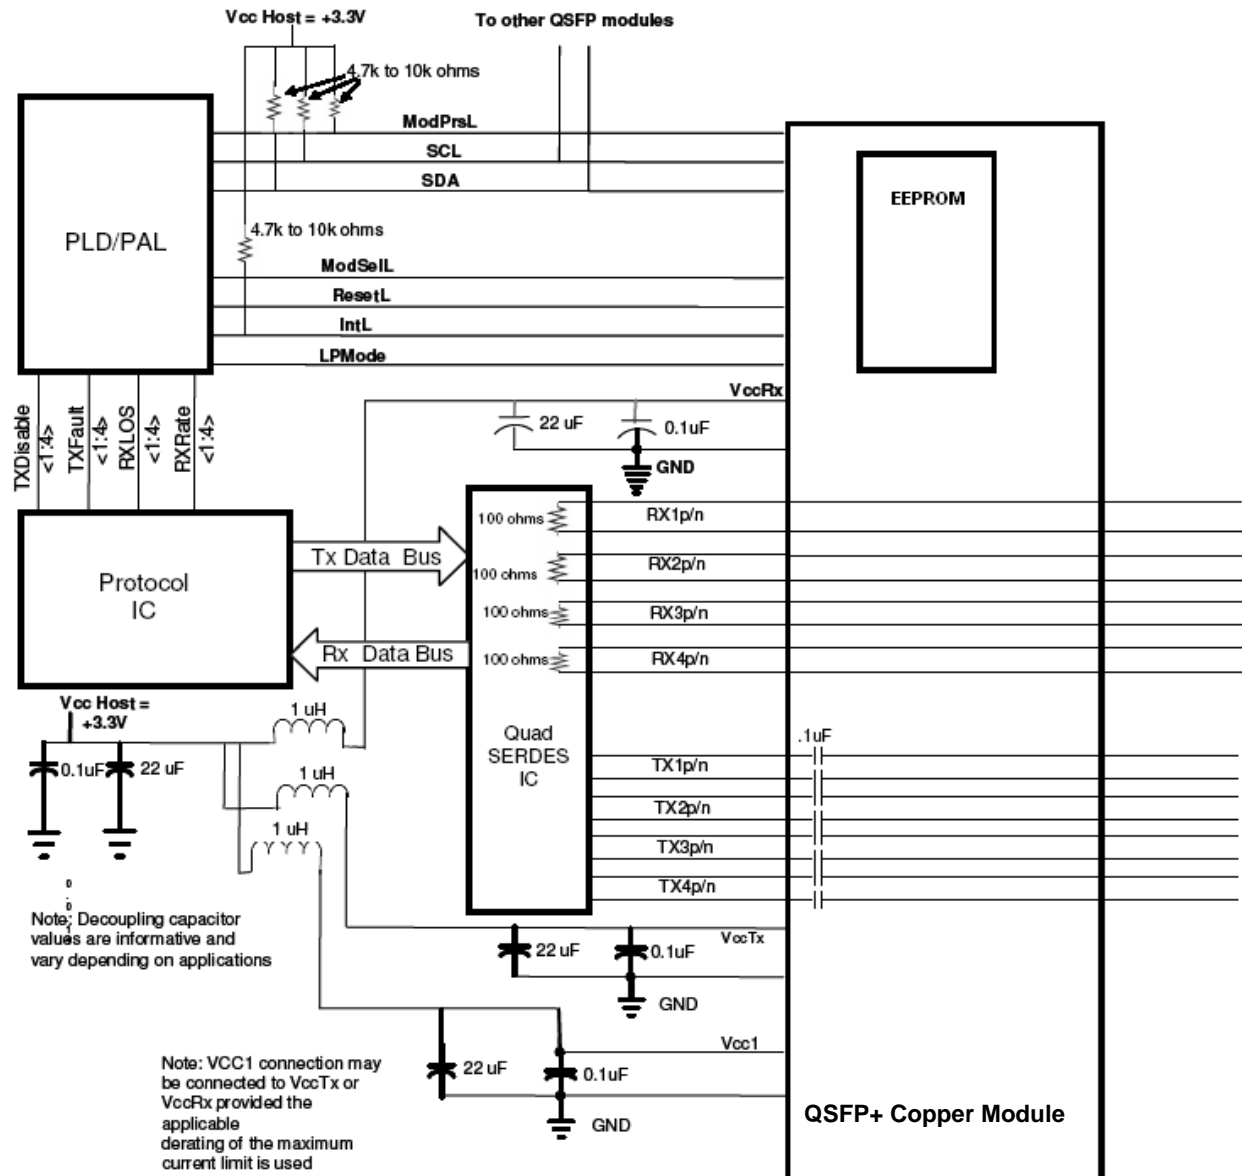 Vcc Host = +3.3V
To other QSFP modules
4.7k to 10k ohms
ModPrsL
SCL
SDA
EEPROM
PLD/PAL
4.7k to 10k ohms
ModSelL
ResetL
IntL
LPMode
VccRx
TXDisable
<1:4>
TXFault
<1:4>
RXLOS
<1:4>
RXRate
<1:4>
22 uF
0.1uF
GND
100 ohms
RX1p/n
Tx Data Bus
100 ohms
RX2p/n
Protocol
IC
100 ohms
RX3p/n
Rx Data Bus
100 ohms
RX4p/n
Vcc Host =
+3.3V
1 uH
0.1uF
22 uF
Quad
SERDES
IC
.1uF
TX1p/n
1 uH
TX2p/n
1 uH
TX3p/n
TX4p/n
Note: Decoupling capacitor
values are informative and
vary depending on applications
VccTx
22 uF
0.1uF
GND
Vcc1
Note: VCC1 connection may
be connected to VccTx or
VccRx provided the
applicable
derating of the maximum
current limit is used
22 uF
0.1uF
GND
QSFP+ Copper Module